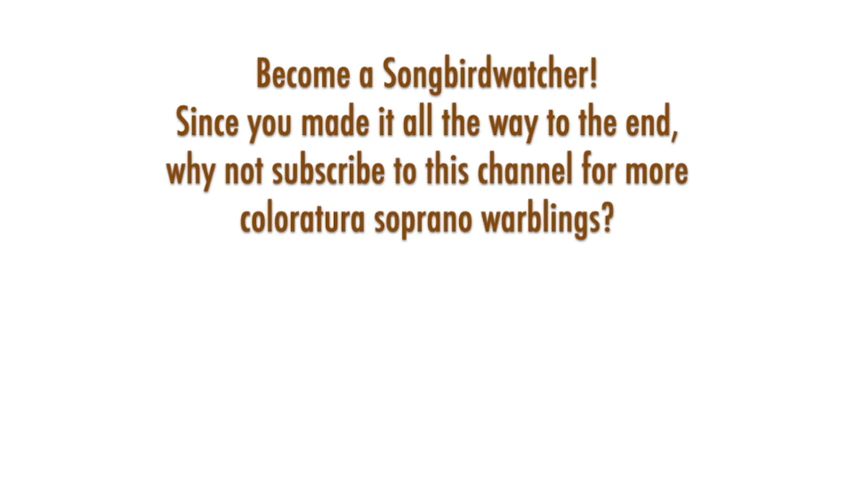 Become a Songbirdwatcher!
Since you made it all the way to the end,
why not subscribe to this channel for more
coloratura soprano warblings?